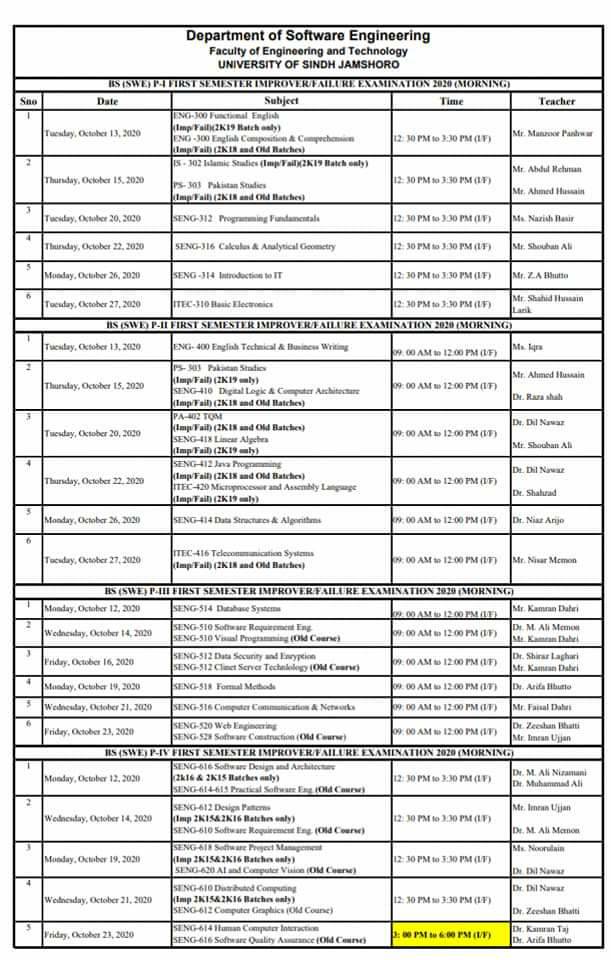 Department of Software Engineering
Faculty of Engineering and Technology
UNIVERSITY OF SINDH JAMSHORO
BS (SWE) P-I FIRST SEMESTER IMPROVER/FAILURE EXAMINATION 2020 (MORNING)
Sno Date Subject Time Teacher
1 Tuesday, October 13, 2020 ENG-300 Functional English
(Imp/Fail)(2K19 Batch only)
ENG -300 English Composition & Comprehension
(Imp/Fail) (2K18 and Old Batches) 12: 30 PM to 3:30 PM (I/F) Mr. Manzoor Panhwar
2 Thursday, October 15, 2020 IS - 302 Islamic Studies (Imp/Fail)(2K19 Batch only)
PS- 303 Pakistan Studies
(Imp/Fail) (2K18 and Old Batches) 12: 30 PM to 3:30 PM (I/F) Mr. Abdul Rehman
Mr. Ahmed Hussain
3 Tuesday, October 20, 2020 SENG-312 Programming Fundamentals 12: 30 PM to 3:30 PM (I/F) Ms. Nazish Basir
4 Thursday, October 22, 2020 SENG-316 Calculus & Analytical Geometry 12: 30 PM to 3:30 PM (I/F) Mr. Shouban Ali
5 Monday, October 26, 2020 SENG -314 Introduction to IT 12: 30 PM to 3:30 PM (I/F) Mr. Z.A Bhutto
6 Tuesday, October 27, 2020 ITEC-310 Basic Electronics 12: 30 PM to 3:30 PM (I/F) Mr. Shahid Hussain
Larik
BS (SWE) P-II FIRST SEMESTER IMPROVER/FAILURE EXAMINATION 2020 (MORNING)
1 Tuesday, October 13, 2020 ENG- 400 English Technical & Business Writing 09: 00 AM to 12:00 PM (I/F) Ms. Iqra
2 Thursday, October 15, 2020 PS- 303 Pakistan Studies
(Imp/Fail) (2K19 only)
SENG-410 Digital Logic & Computer Architecture
(Imp/Fail) (2K18 and Old Batches) 09: 00 AM to 12:00 PM (I/F) Mr. Ahmed Hussain
Dr. Raza shah
3 Tuesday, October 20, 2020 PA-402 TQM
(Imp/Fail) (2K18 and Old Batches)
SENG-418 Linear Algebra
(Imp/Fail) (2K19 only) 09: 00 AM to 12:00 PM (I/F) Dr. Dil Nawaz
Mr. Shouban Ali
4 Thursday, October 22, 2020 SENG-412 Java Programming
(Imp/Fail) (2K18 and Old Batches)
ITEC-420 Microprocessor and Assembly Language
(Imp/Fail) (2K19 only) 09: 00 AM to 12:00 PM (I/F) Dr. Dil Nawaz
Dr. Shahzad
5 Monday, October 26, 2020 SENG-414 Data Structures & Algorithms 09: 00 AM to 12:00 PM (I/F) Dr. Niaz Arijo
6 Tuesday, October 27, 2020 ITEC-416 Telecommunication Systems
(Imp/Fail) (2K18 and Old Batches) 09: 00 AM to 12:00 PM (I/F) Mr. Nisar Memon
BS (SWE) P-III FIRST SEMESTER IMPROVER/FAILURE EXAMINATION 2020 (MORNING)
1 Monday, October 12, 2020 SENG-514 Database Systems 09: 00 AM to 12:00 PM (I/F) Mr. Kamran Dahri
2 Wednesday, October 14, 2020 SENG-510 Software Requirement Eng.
SENG-510 Visual Programming (Old Course) 09: 00 AM to 12:00 PM (I/F) Dr. M. Ali Memon
Mr. Kamran Dahri
3 Friday, October 16, 2020 SENG-512 Data Security and Enryption
SENG-512 Clinet Server Technlology (Old Course) 09: 00 AM to 12:00 PM (I/F) Dr. Shiraz Laghari
Mr. Kamran Dahri
4 Monday, October 19, 2020 SENG-518 Formal Methods 09: 00 AM to 12:00 PM (I/F) Dr. Arifa Bhutto
5 Wednesday, October 21, 2020 SENG-516 Computer Communication & Networks 09: 00 AM to 12:00 PM (I/F) Mr. Faisal Dahri
6 Friday, October 23, 2020 SENG-520 Web Engineering
SENG-528 Software Construction (Old Course) 09: 00 AM to 12:00 PM (I/F) Dr. Zeeshan Bhatti
Mr. Imran Ujjan
BS (SWE) P-IV FIRST SEMESTER IMPROVER/FAILURE EXAMINATION 2020 (MORNING)
1 Monday, October 12, 2020 SENG-616 Software Design and Architecture
(2k16 & 2K15 Batches only)
SENG-614-615 Practical Software Eng.(Old Course) 12: 30 PM to 3:30 PM (I/F) Dr. M. Ali Nizamani
Dr. Muhammad Ali
2 Wednesday, October 14, 2020 SENG-612 Design Patterns
(Imp 2K15&2K16 Batches only)
SENG-610 Software Requirement Eng. (Old Course) 12: 30 PM to 3:30 PM (I/F) Mr. Imran Ujjan
Dr. M. Ali Memon
3 Monday, October 19, 2020 SENG-618 Software Project Management
(Imp 2K15&2K16 Batches only)
SENG-620 AI and Computer Vision (Old Course) 12: 30 PM to 3:30 PM (I/F) Ms. Noorulain
Dr. Dil Nawaz
4 Wednesday, October 21, 2020 SENG-610 Distributed Computing
(Imp 2K15&2K16 Batches only)
SENG-612 Computer Graphics (Old Course) 12: 30 PM to 3:30 PM (I/F) Dr. Dil Nawaz
Dr. Zeeshan Bhatti
5 Friday, October 23, 2020 SENG-614 Human Computer Interaction
SENG-616 Software Quality Assurance (Old Course) 3: 00 PM to 6:00 PM (I/F) Dr. Kamran Taj
Dr. Arifa Bhutto